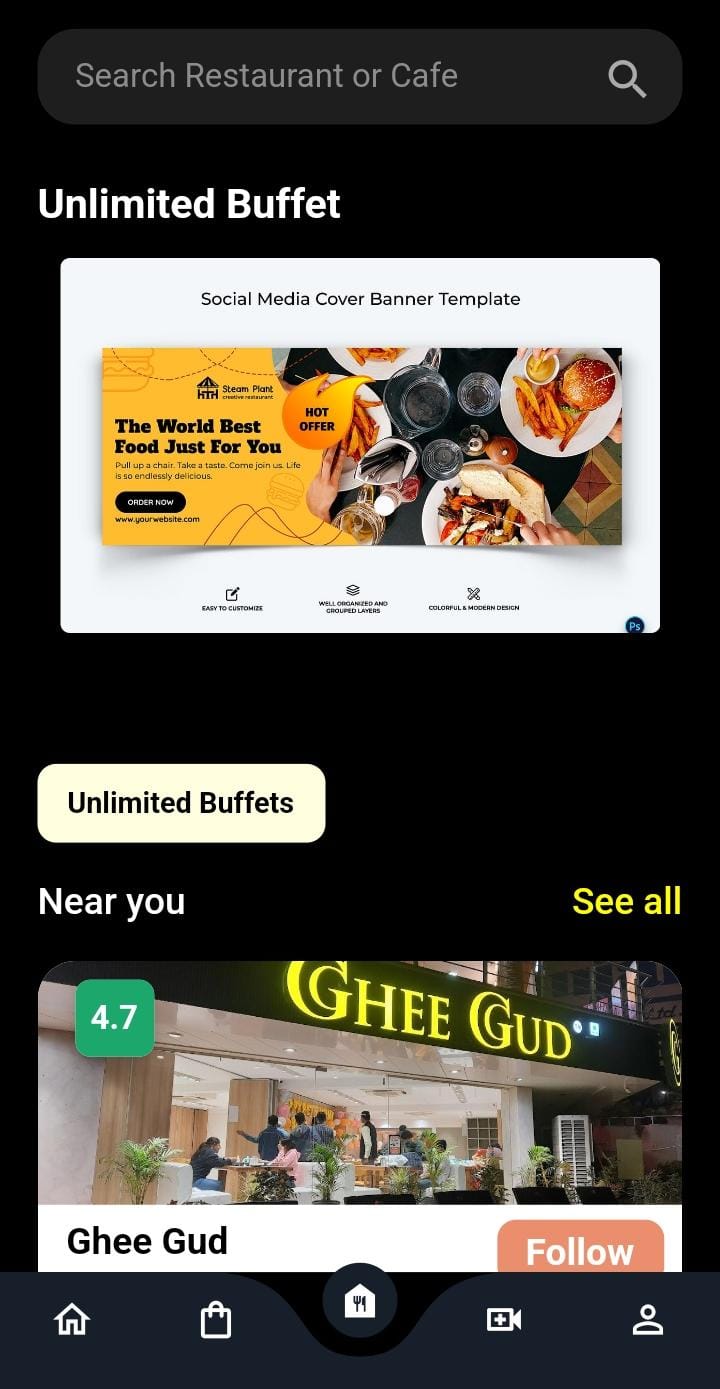 Search Restaurant or Cafe
Unlimited Buffet
Social Media Cover Banner Template
Steam Plant
creative restaurant
HOT
OFFER
The World Best
Food Just For You
Pull up a chair. Take a taste. Come join us. Life
is so endlessly delicious.
ORDER NOW
www.yourwebsite.com
EASY TO CUSTOMIZE
WELL ORGANIZED AND
GROUPED LAYERS
COLORFUL & MODERN DESIGN
Ps
Unlimited Buffets
Near you
See all
4.7
GHEE GUD
Ghee Gud
Follow